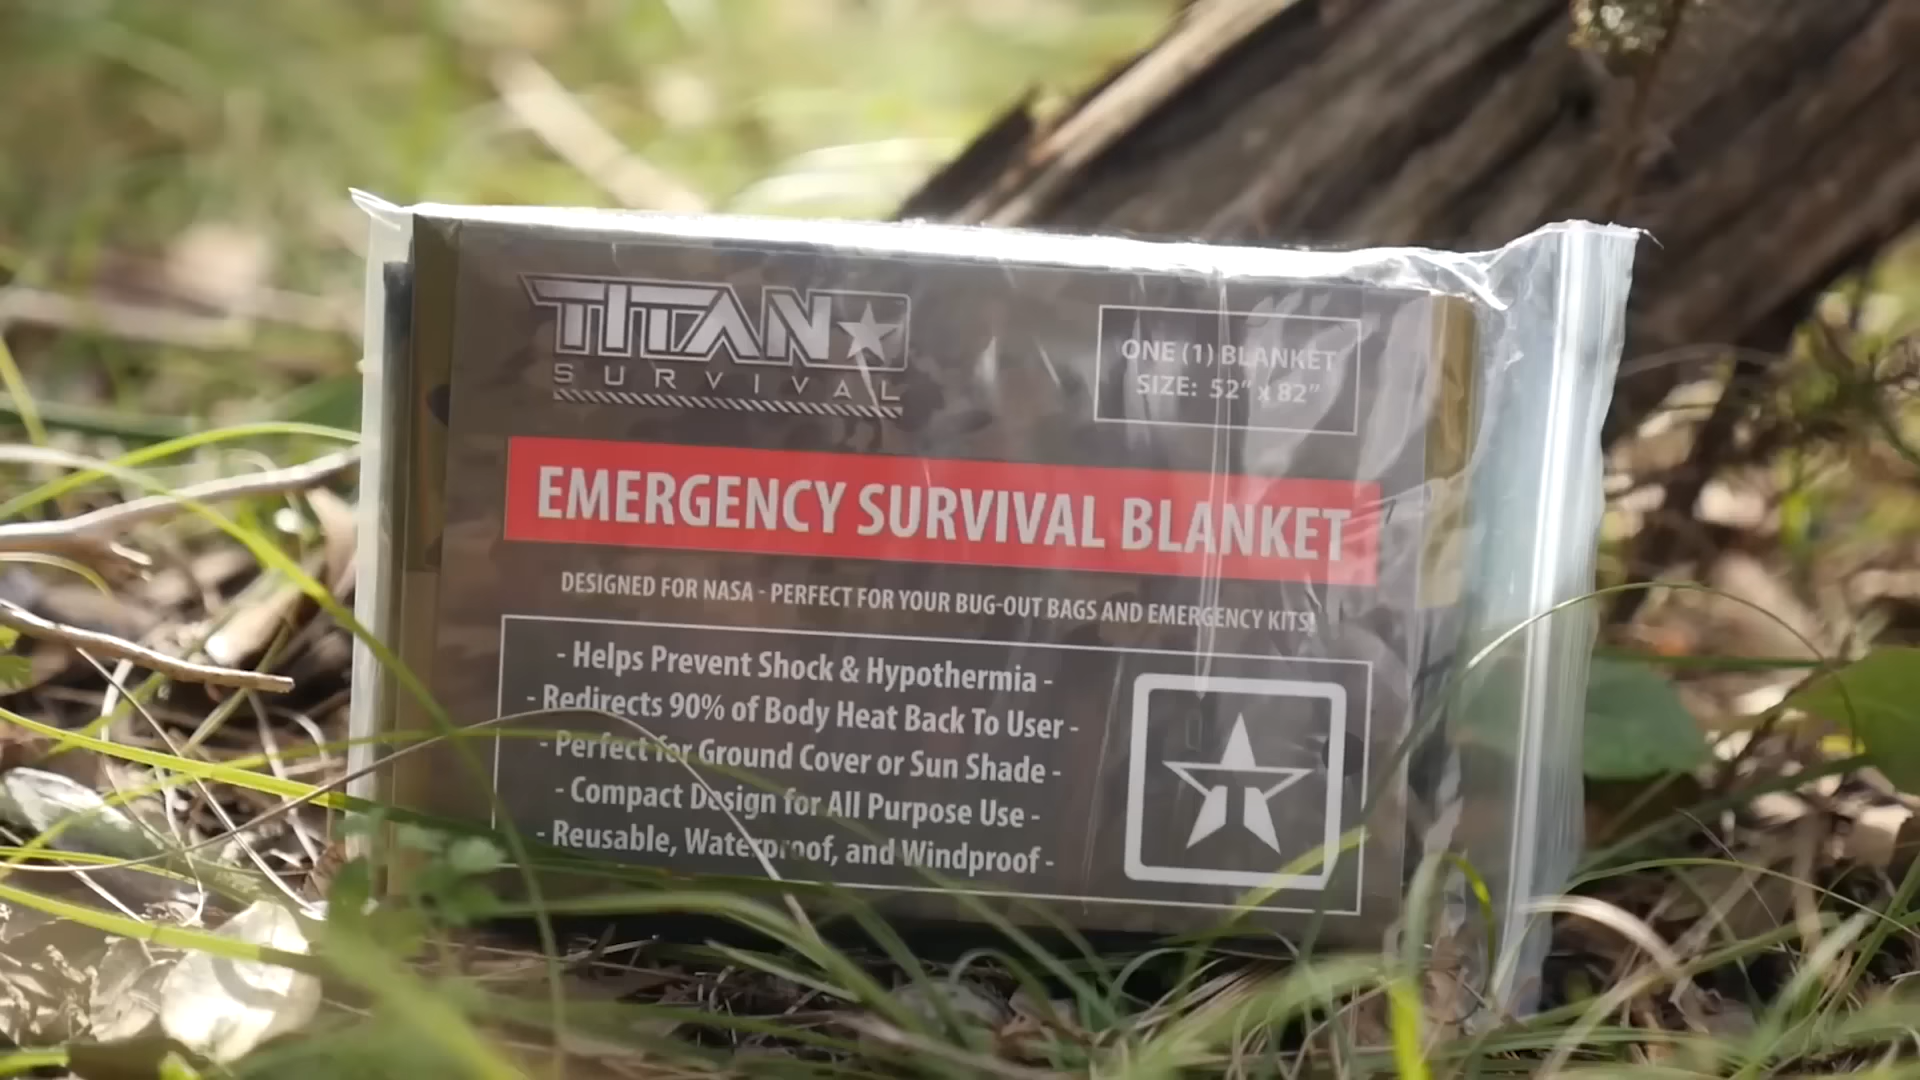 TITAN
SURVIVAL
ONE (1) BLANKET
SIZE: 52" x 82"
EMERGENCY SURVIVAL BLANKET
DESIGNED FOR NASA - PERFECT FOR YOUR BUG-OUT BAGS AND EMERGENCY KITS!
- Helps Prevent Shock & Hypothermia -
- Redirects 90% of Body Heat Back To User -
- Perfect for Ground Cover or Sun Shade -
- Compact Design for All Purpose Use -
- Reusable, Waterproof, and Windproof -